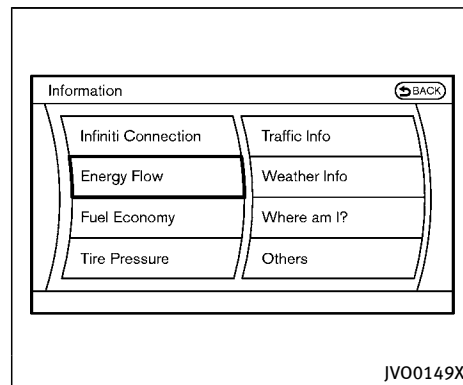 Information
BACK
Infiniti Connection
Energy Flow
Fuel Economy
Tire Pressure
Traffic Info
Weather Info
Where am I?
Others
JVO0149X